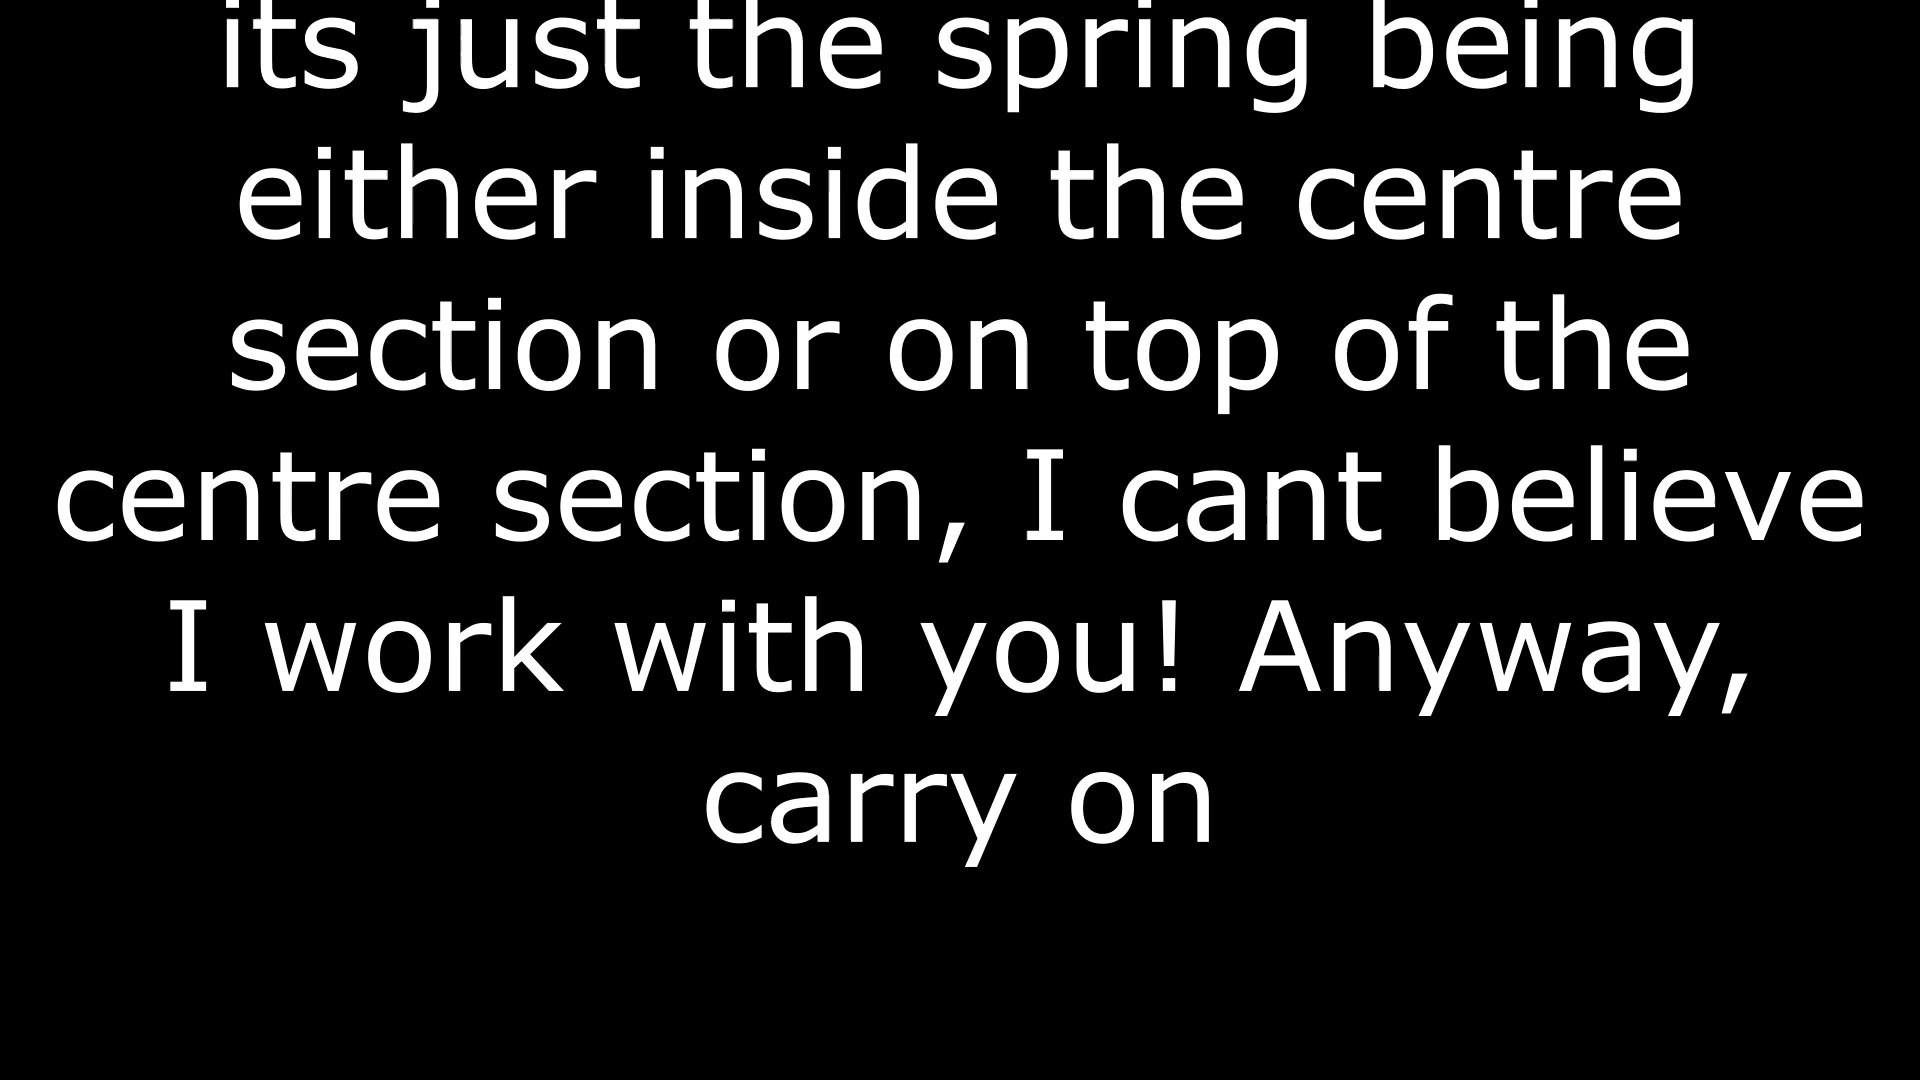 its just the spring being
either inside the centre
section or on top of the
centre section, I cant believe
I work with you! Anyway,
carry on